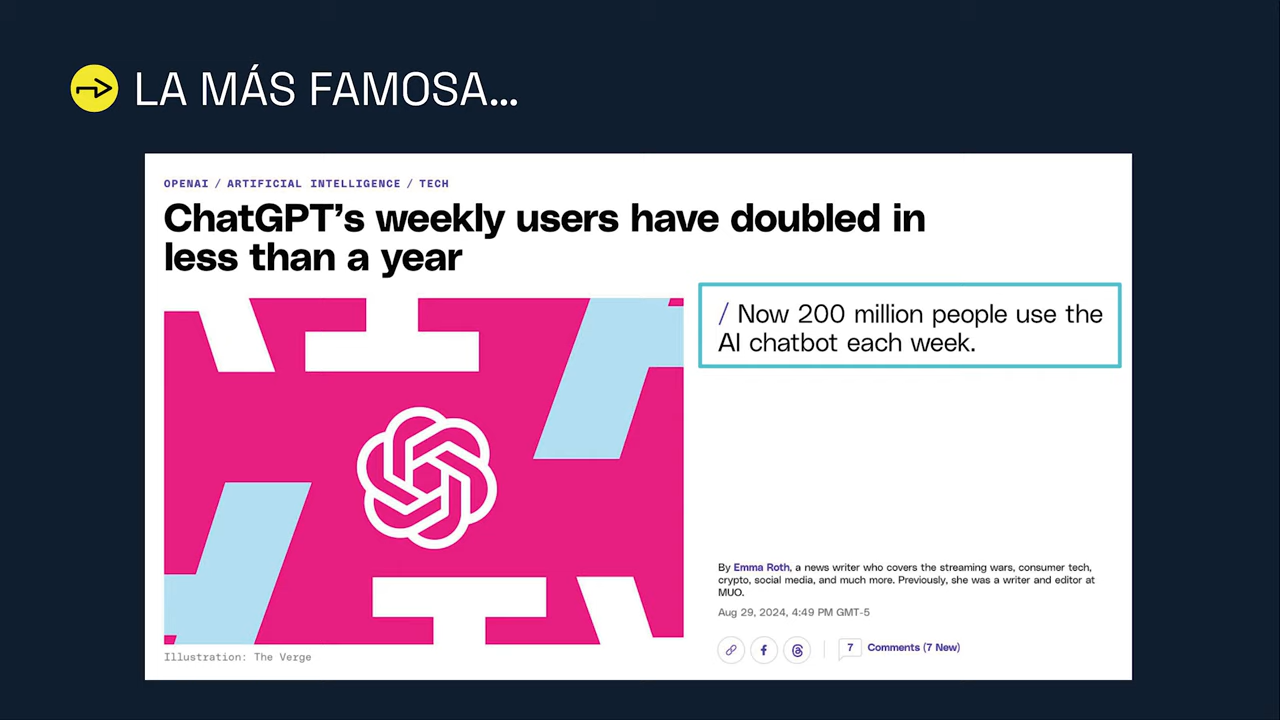 LA MÁS FAMOSA...
OPENAI / ARTIFICIAL INTELLIGENCE / TECH
ChatGPT’s weekly users have doubled in
less than a year
/ Now 200 million people use the
AI chatbot each week.
By Emma Roth, a news writer who covers the streaming wars, consumer tech,
crypto, social media, and much more. Previously, she was a writer and editor at
MUO.
Aug 29, 2024, 4:49 PM GMT-5
7 Comments (7 New)
Illustration: The Verge